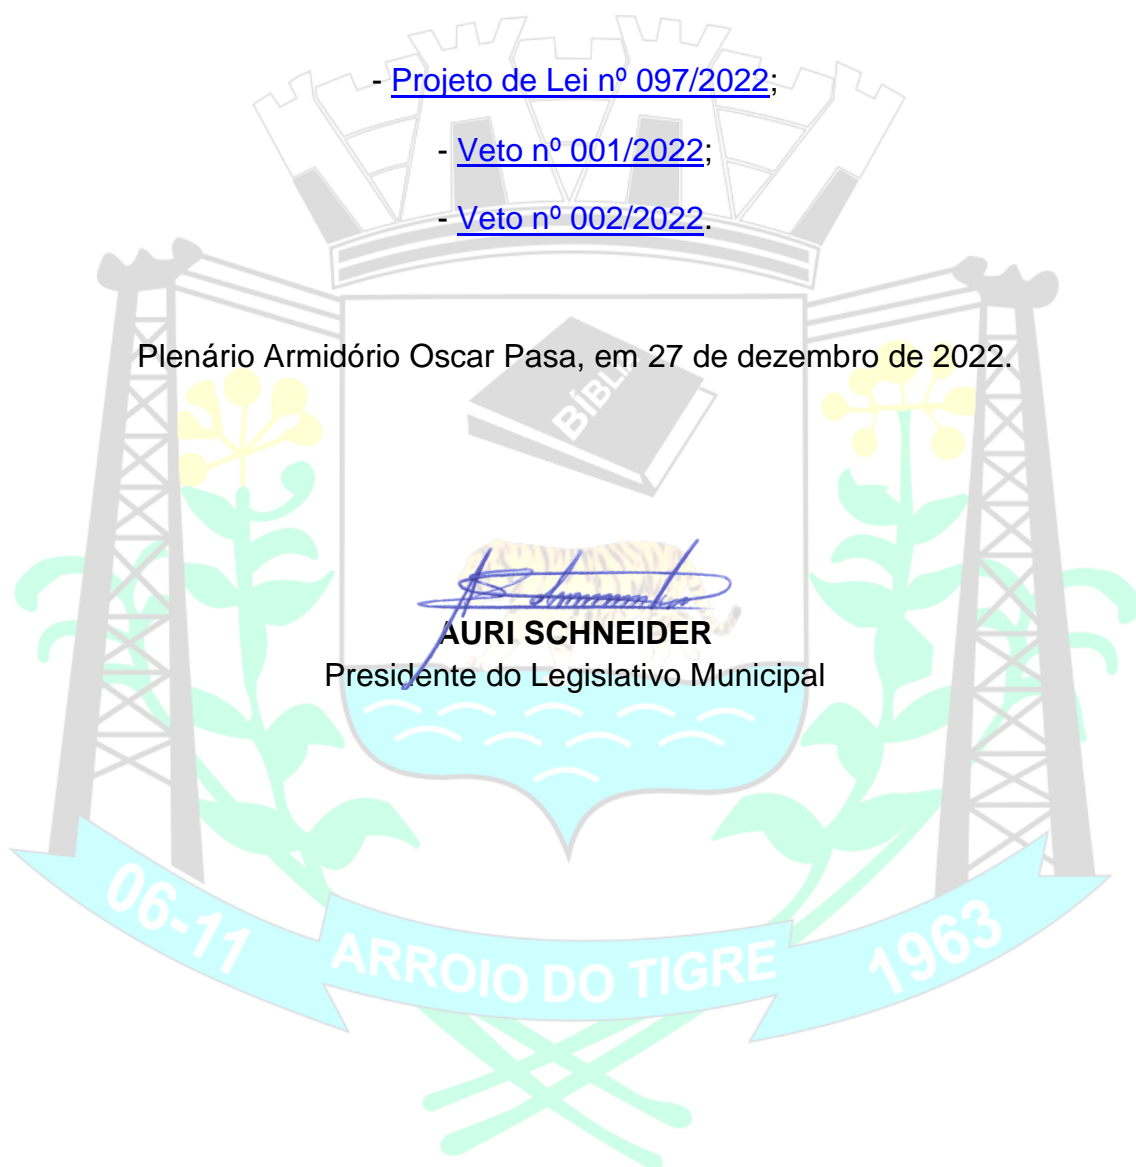 - Projeto de Lei nº 097/2022;
- Veto nº 001/2022;
- Veto nº 002/2022.
Plenário Armidório Oscar Pasa, em 27 de dezembro de 2022.
BÍBLIA
AURI SCHNEIDER
Presidente do Legislativo Municipal
06-11 ARROIO DO TIGRE 1963